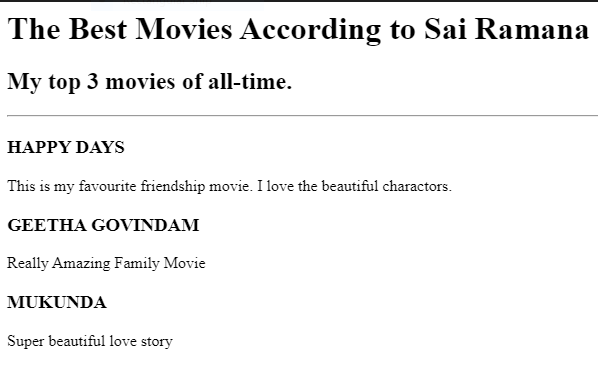 The Best Movies According to Sai Ramana
My top 3 movies of all-time.
HAPPY DAYS
This is my favourite friendship movie. I love the beautiful charactors.
GEETHA GOVINDAM
Really Amazing Family Movie
MUKUNDA
Super beautiful love story